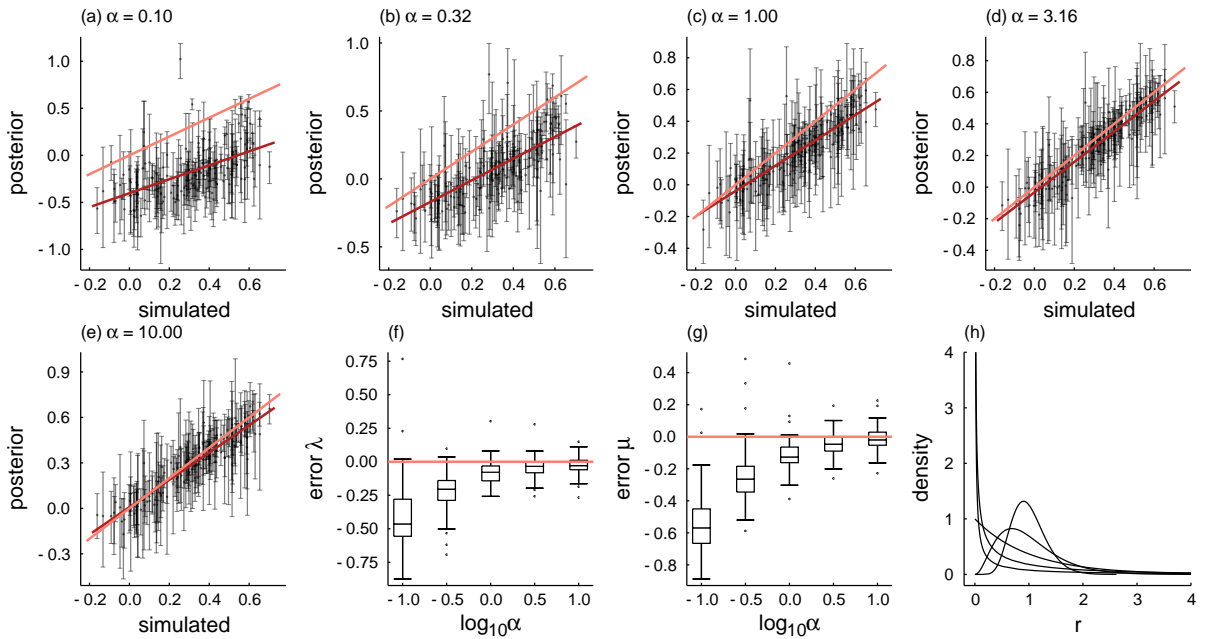 (a) α = 0.10
(b) α = 0.32
(c) α = 1.00
(d) α = 3.16
posterior
1.0
0.5
0.0
- 0.5
- 1.0
- 0.2 0.0 0.2 0.4 0.6
simulated
posterior
1.0
0.5
0.0
- 0.5
- 0.2 0.0 0.2 0.4 0.6
simulated
posterior
0.8
0.6
0.4
0.2
0.0
- 0.2
- 0.4
- 0.2 0.0 0.2 0.4 0.6
simulated
posterior
0.8
0.6
0.4
0.2
0.0
- 0.2
- 0.4
- 0.2 0.0 0.2 0.4 0.6
simulated
(e) α = 10.00
(f)
(g)
(h)
posterior
0.9
0.6
0.3
0.0
- 0.3
- 0.2 0.0 0.2 0.4 0.6
simulated
error λ
0.75
0.50
0.25
0.00
- 0.25
- 0.50
- 0.75
- 1.0 - 0.5 0.0 0.5 1.0
log10α
error μ
0.4
0.2
0.0
- 0.2
- 0.4
- 0.6
- 0.8
- 1.0 - 0.5 0.0 0.5 1.0
log10α
density
4
3
2
1
0
0 1 2 3 4
r